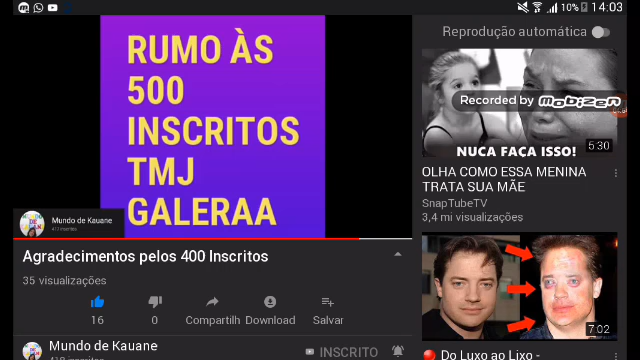 10%
14:03
RUMO ÀS
500
INSCRITOS
TMJ
GALERAA
Mundo de Kauane
Agradecimentos pelos 400 Inscritos
35 visualizações
16
0
Compartilh
Download
Salvar
Mundo de Kauane
INSCRITO
Reprodução automática
Recorded by MOBIZEN
NUCA FAÇA ISSO!
5:30
OLHA COMO ESSA MENINA
TRATA SUA MÃE
SnapTubeTV
3,4 mi visualizações
7:02
Do Luxo ao Lixo -